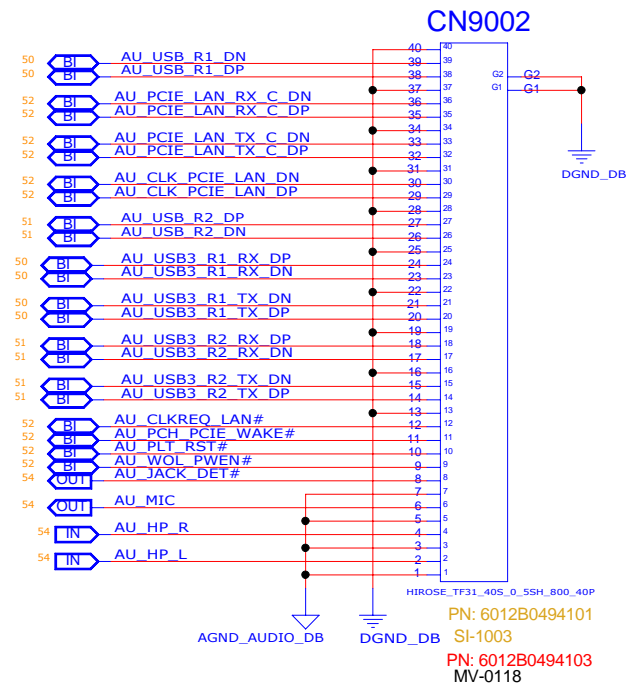 CN9002
40 40
50 BI AU_USB_R1_DN 39 39
50 BI AU_USB_R1_DP 38 38 G2 G2
37 37 G1 G1
52 BI AU_PCIE_LAN_RX_C_DN 36 36
52 BI AU_PCIE_LAN_RX_C_DP 35 35
34 34
52 BI AU_PCIE_LAN_TX_C_DN 33 33
52 BI AU_PCIE_LAN_TX_C_DP 32 32
31 31
DGND_DB
52 BI AU_CLK_PCIE_LAN_DN 30 30
52 BI AU_CLK_PCIE_LAN_DP 29 29
28 28
51 BI AU_USB_R2_DP 27 27
51 BI AU_USB_R2_DN 26 26
25 25
50 BI AU_USB3_R1_RX_DP 24 24
50 BI AU_USB3_R1_RX_DN 23 23
22 22
50 BI AU_USB3_R1_TX_DN 21 21
50 BI AU_USB3_R1_TX_DP 20 20
19 19
51 BI AU_USB3_R2_RX_DP 18 18
51 BI AU_USB3_R2_RX_DN 17 17
16 16
51 BI AU_USB3_R2_TX_DN 15 15
51 BI AU_USB3_R2_TX_DP 14 14
13 13
52 BI AU_CLKREQ_LAN# 12 12
52 BI AU_PCH_PCIE_WAKE# 11 11
52 BI AU_PLT_RST# 10 10
52 BI AU_WOL_PWEN# 9 9
54 OUT AU_JACK_DET# 8 8
7 7
54 OUT AU_MIC 6 6
5 5
54 IN AU_HP_R 4 4
3 3
54 IN AU_HP_L 2 2
1 1
HIROSE_TF31_40S_0_5SH_800_40P
AGND_AUDIO_DB
DGND_DB
PN: 6012B0494101
SI-1003
PN: 6012B0494103
MV-0118